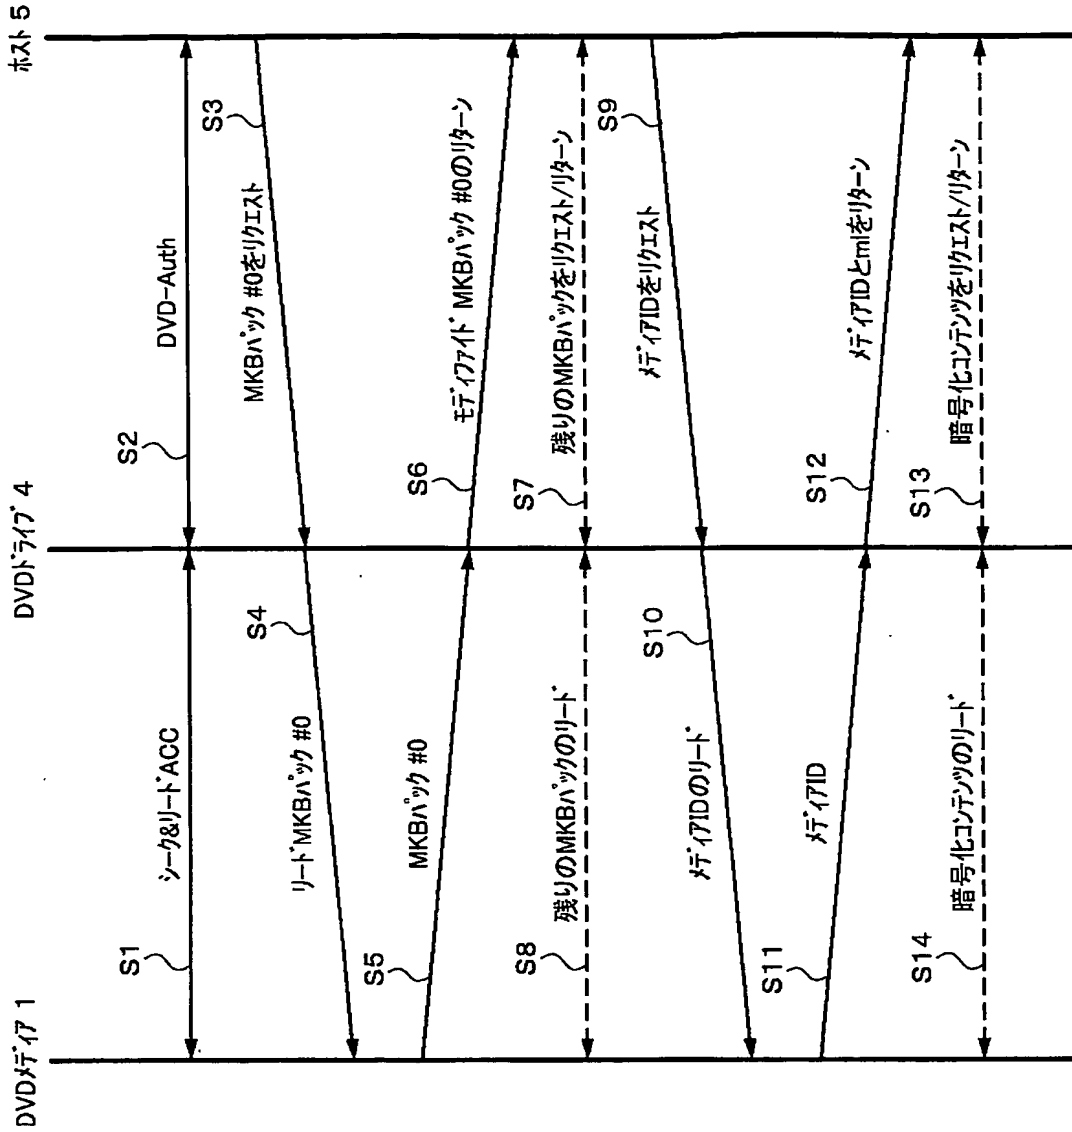 DVDメディア 1
DVDドライブ 4
ホスト 5
S1
シーク&リードACC
S2
DVD-Auth
S3
MKBパック #0をリクエスト
S4
リードMKBパック #0
S5
MKBパック #0
S6
モディファイド MKBパック #0のリターン
S7
残りのMKBパックをリクエスト/リターン
S8
残りのMKBパックのリード
S9
メディアIDをリクエスト
S10
メディアIDのリード
S11
メディアID
S12
メディアIDとmlをリターン
S13
暗号化コンテンツをリクエスト/リターン
S14
暗号化コンテンツのリード